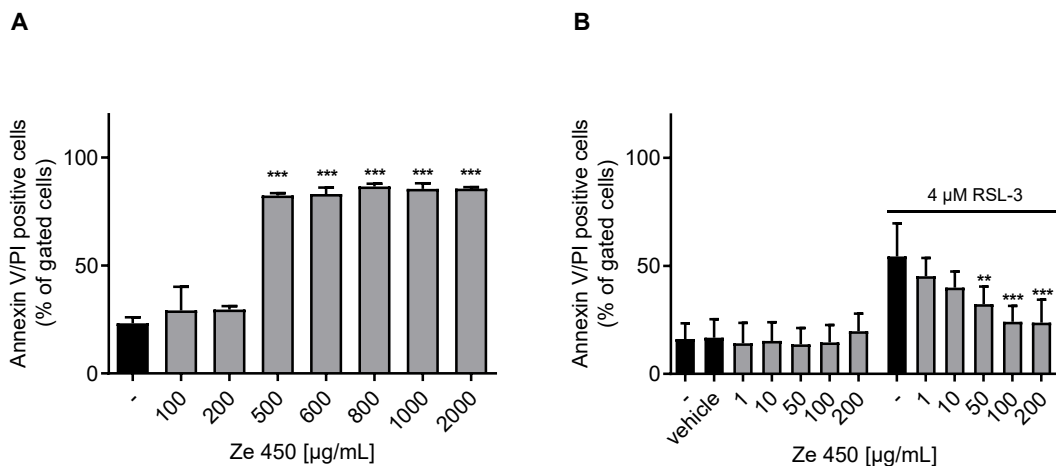 A
Annexin V/PI positive cells
(% of gated cells)
100
50
0
*** *** *** *** ***
- 100 200 500 600 800 1000 2000
Ze 450 [µg/mL]
B
Annexin V/PI positive cells
(% of gated cells)
100
50
0
4 µM RSL-3
** *** ***
- vehicle 1 10 50 100 200 - 1 10 50 100 200
Ze 450 [µg/mL]